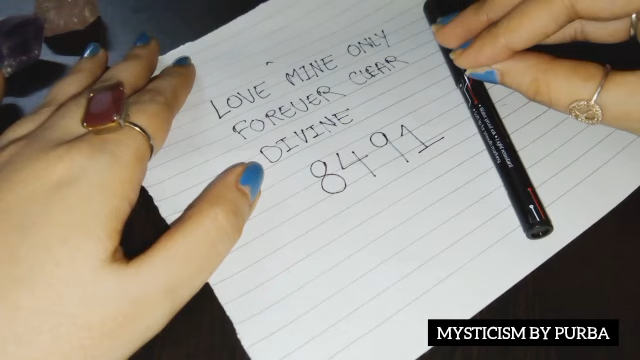 LOVE MINE ONLY
FOREVER CLEAR
DIVINE
8491
MYSTICISM BY PURBA